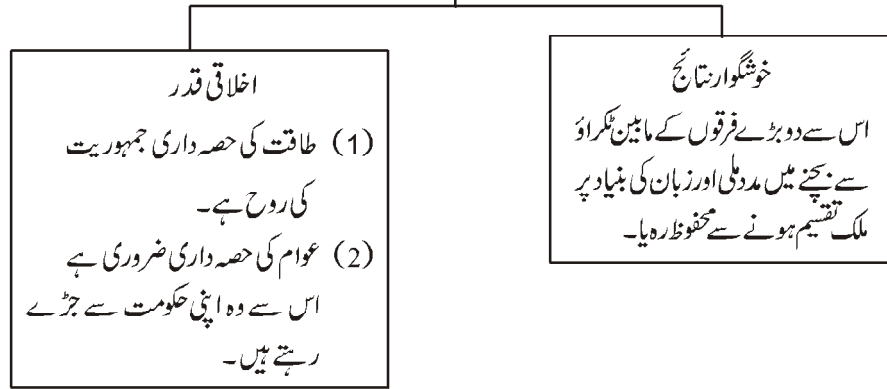 خوشگوار نتائج
اس سے دو بڑے فرقوں کے مابین ٹکراؤ
سے بچنے میں مدد ملی اور زبان کی بنیاد پر
ملک تقسیم ہونے سے محفوظ رہ یا۔
اخلاقی قدر
(1) طاقت کی حصہ داری جمہوریت
کی روح ہے۔
(2) عوام کی حصہ داری ضروری ہے
اس سے وہ اپنی حکومت سے جڑے
رہتے ہیں۔